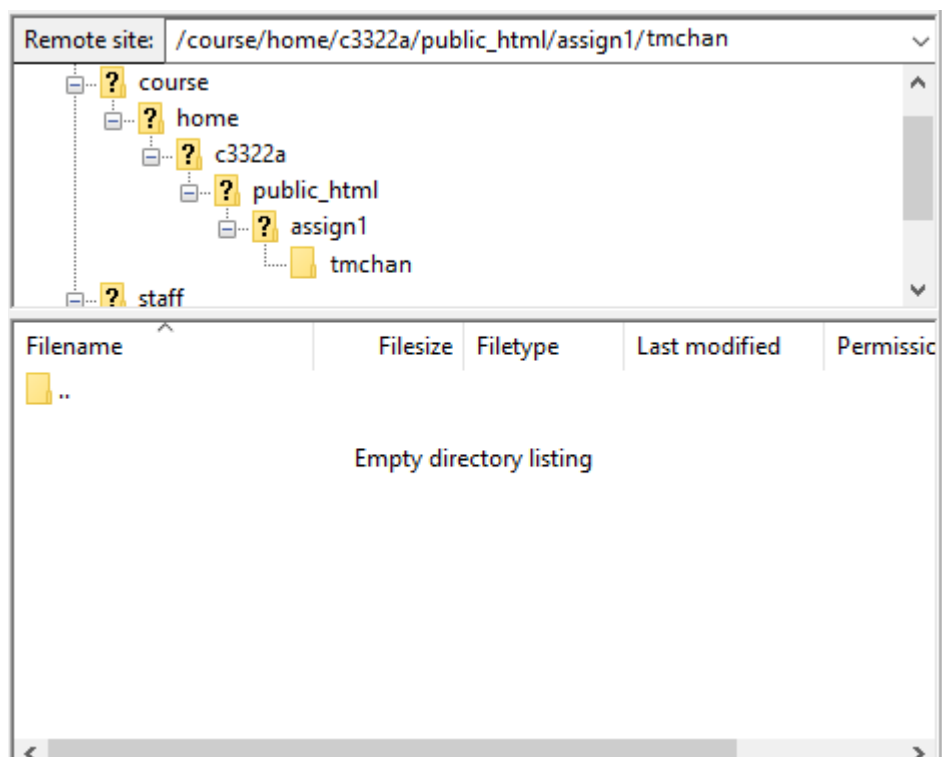 Remote site: /course/home/c3322a/public_html/assign1/tmchan
? course
? home
? c3322a
? public_html
? assign1
tmchan
? staff
Filename Filesize Filetype Last modified Permissic
..
Empty directory listing